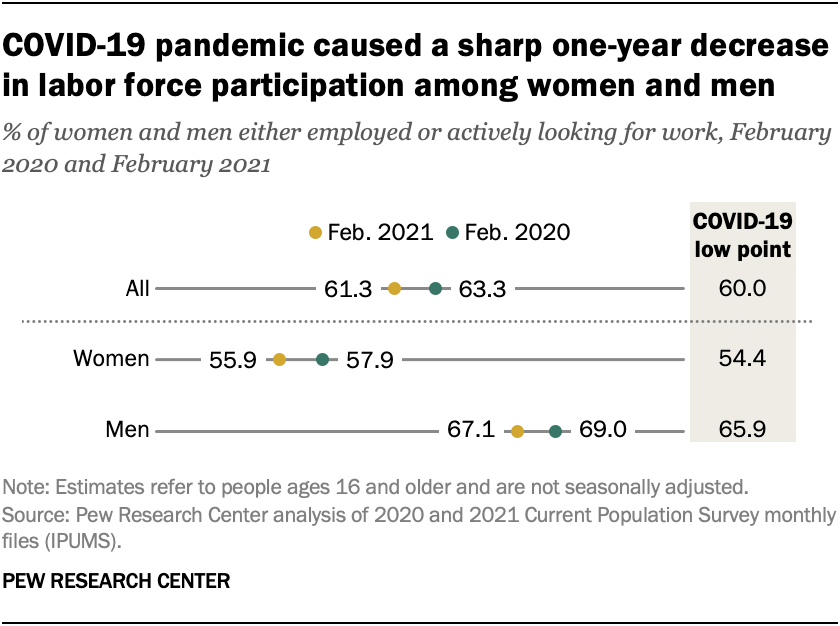 COVID-19 pandemic caused a sharp one-year decrease
in labor force participation among women and men
% of women and men either employed or actively looking for work, February
2020 and February 2021
Feb. 2021 Feb. 2020
COVID-19
low point
All 61.3 63.3 60.0
Women 55.9 57.9 54.4
Men 67.1 69.0 65.9
Note: Estimates refer to people ages 16 and older and are not seasonally adjusted.
Source: Pew Research Center analysis of 2020 and 2021 Current Population Survey monthly
files (IPUMS).
PEW RESEARCH CENTER